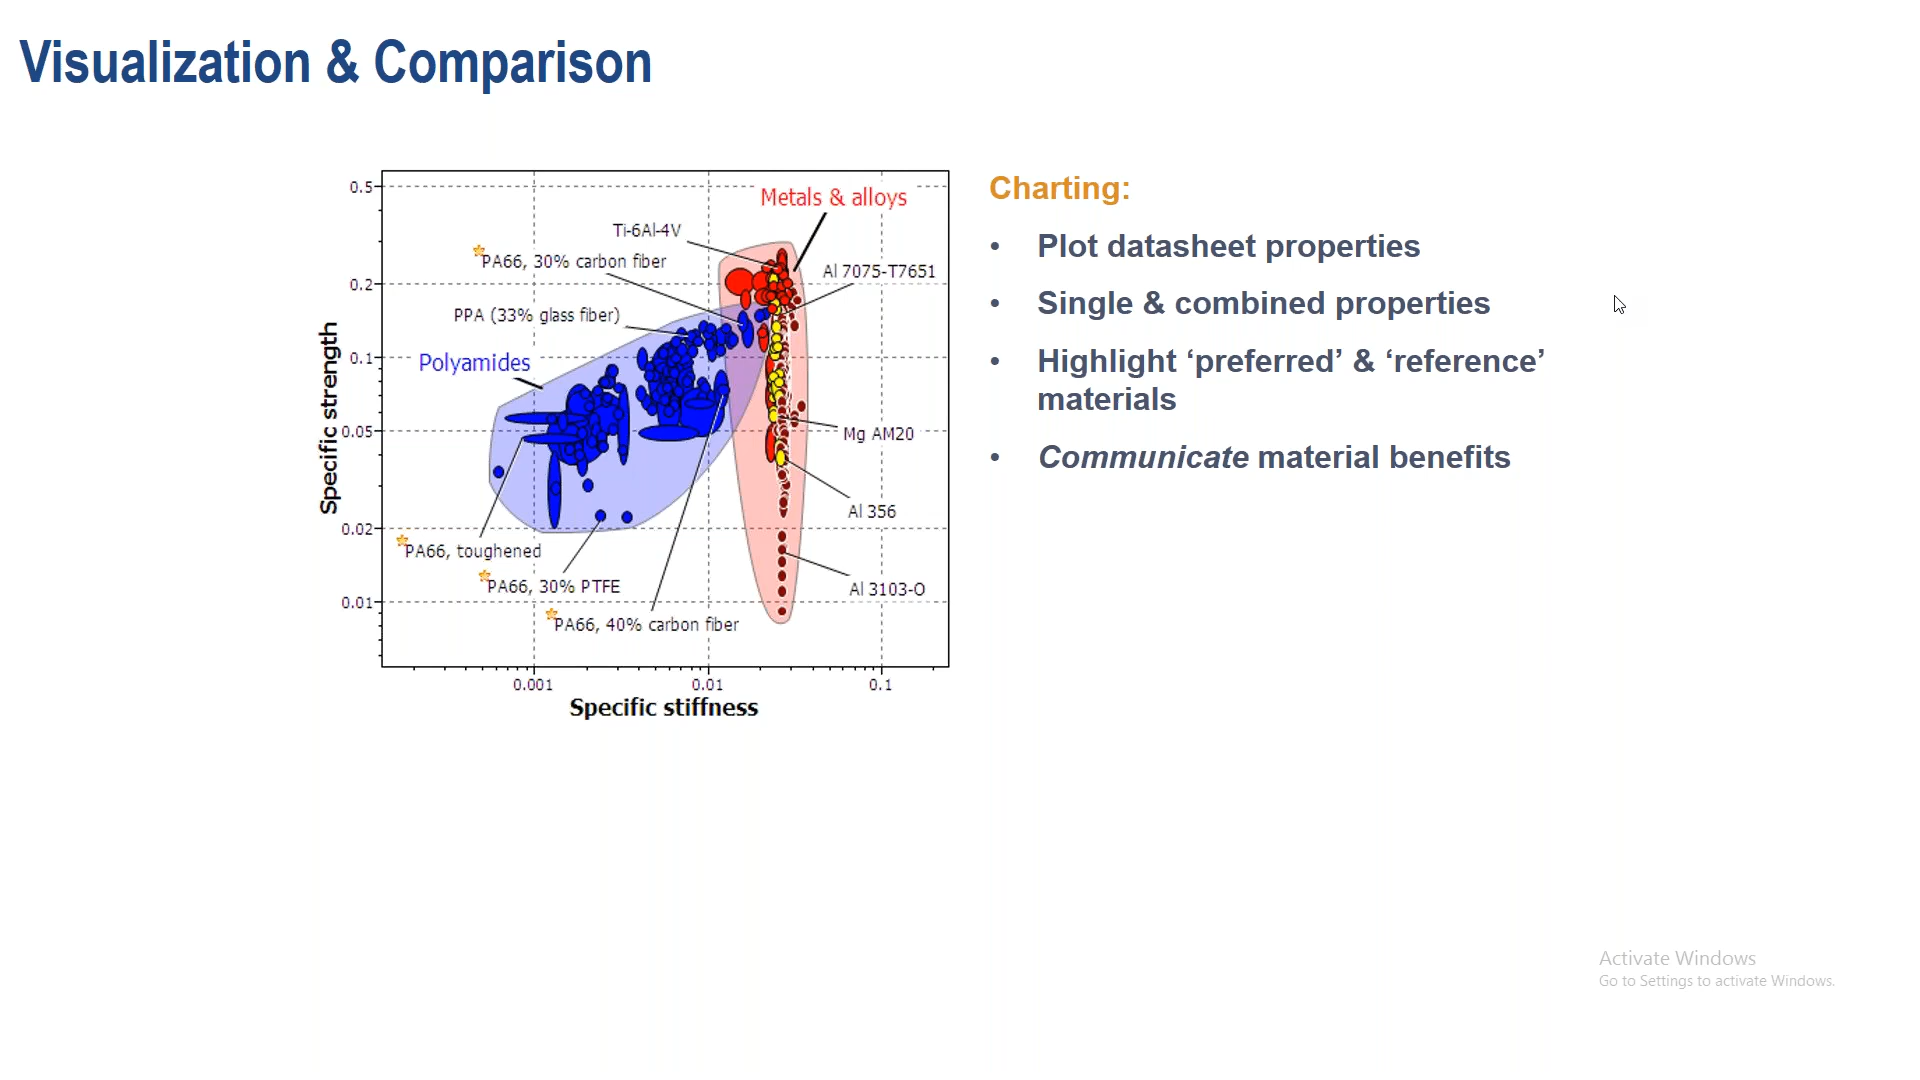 Visualization & Comparison
0.5
Metals & alloys
Ti-6Al-4V
PA66, 30% carbon fiber
Al 7075-T7651
0.2
PPA (33% glass fiber)
Polyamides
0.1
Specific strength
Mg AM20
0.05
Al 356
0.02
PA66, toughened
PA66, 30% PTFE
Al 3103-O
0.01
PA66, 40% carbon fiber
0.001
0.01
0.1
Specific stiffness
Charting:
• Plot datasheet properties
• Single & combined properties
• Highlight ‘preferred’ & ‘reference’
materials
• Communicate material benefits
Activate Windows
Go to Settings to activate Windows.